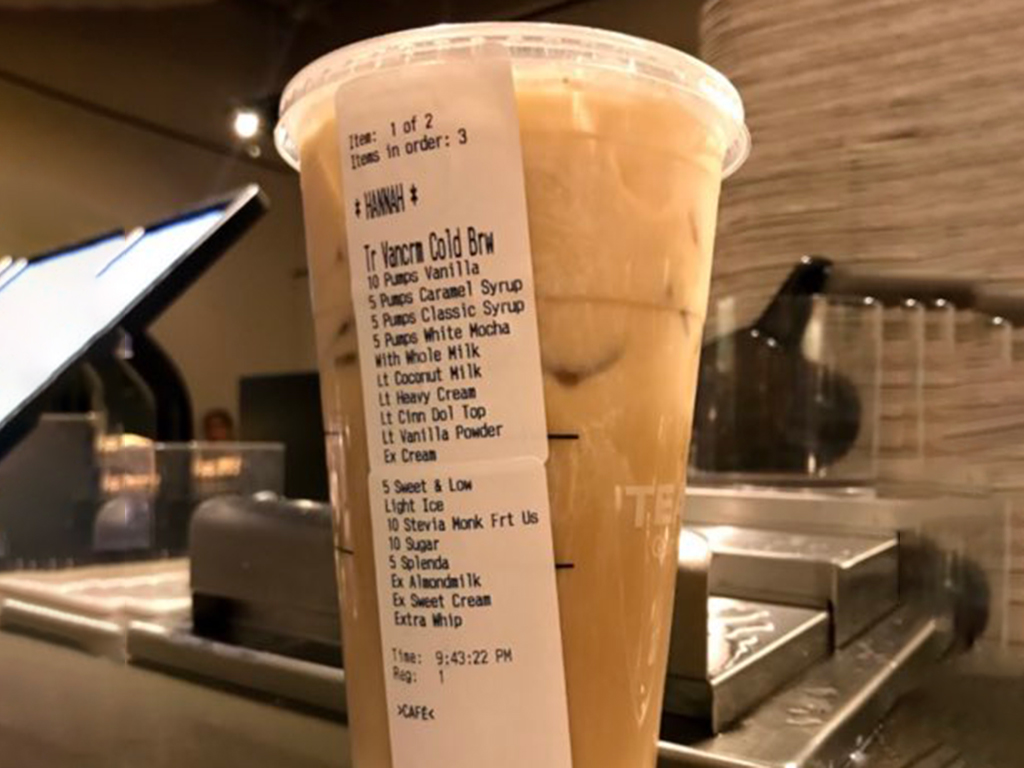 Item: 1 of 2
Items in order: 3
* HANNAH *
Tr Vancrm Cold Brw
10 Pumps Vanilla
5 Pumps Caramel Syrup
5 Pumps Classic Syrup
5 Pumps White Mocha
With Whole Milk
Lt Coconut Milk
Lt Heavy Cream
Lt Cinn Dol Top
Lt Vanilla Powder
Ex Cream
5 Sweet & Low
Light Ice
10 Stevia Monk Frt Us
10 Sugar
5 Splenda
Ex Almondmilk
Ex Sweet Cream
Extra Whip
Time: 9:43:22 PM
Reg: 1
>CAFE<